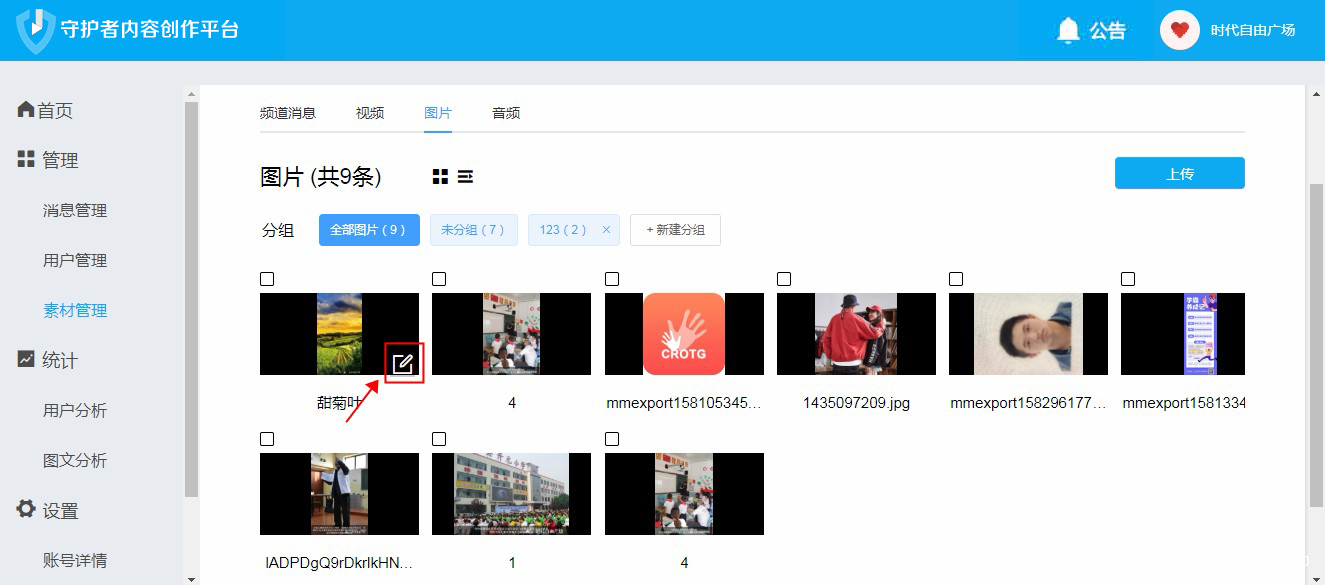 守护者内容创作平台
公告
时代自由广场
首页
管理
消息管理
用户管理
素材管理
统计
用户分析
图文分析
设置
账号详情
频道消息 视频 图片 音频
图片 (共9条)
上传
分组 全部图片 ( 9 ) 未分组 ( 7 ) 123 ( 2 ) × + 新建分组
CROTG
甜菊叶 4 mmexport158105345... 1435097209.jpg mmexport158296177... mmexport1581334
lADPDgQ9rDkrlkHN... 1 4